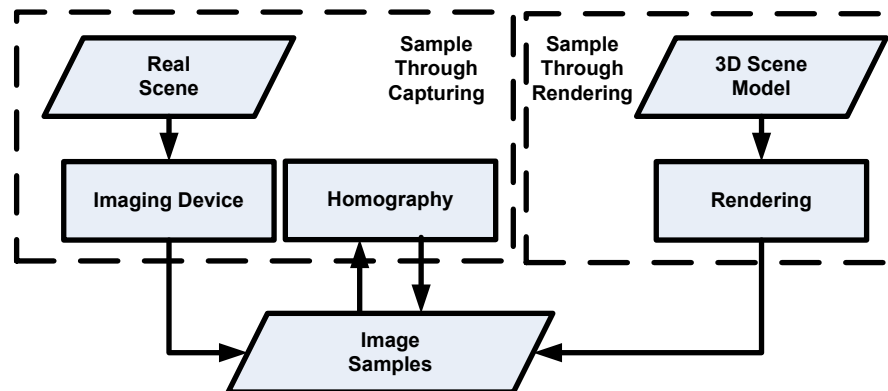 Real
Scene
Sample
Through
Capturing
Sample
Through
Rendering
3D Scene
Model
Imaging Device
Homography
Rendering
Image
Samples